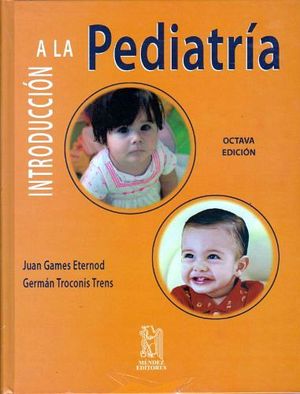 INTRODUCCIÓN
A LA
Pediatría
OCTAVA
EDICIÓN
Juan Games Eternod
Germán Troconis Trens
MÉNDEZ
EDITORES